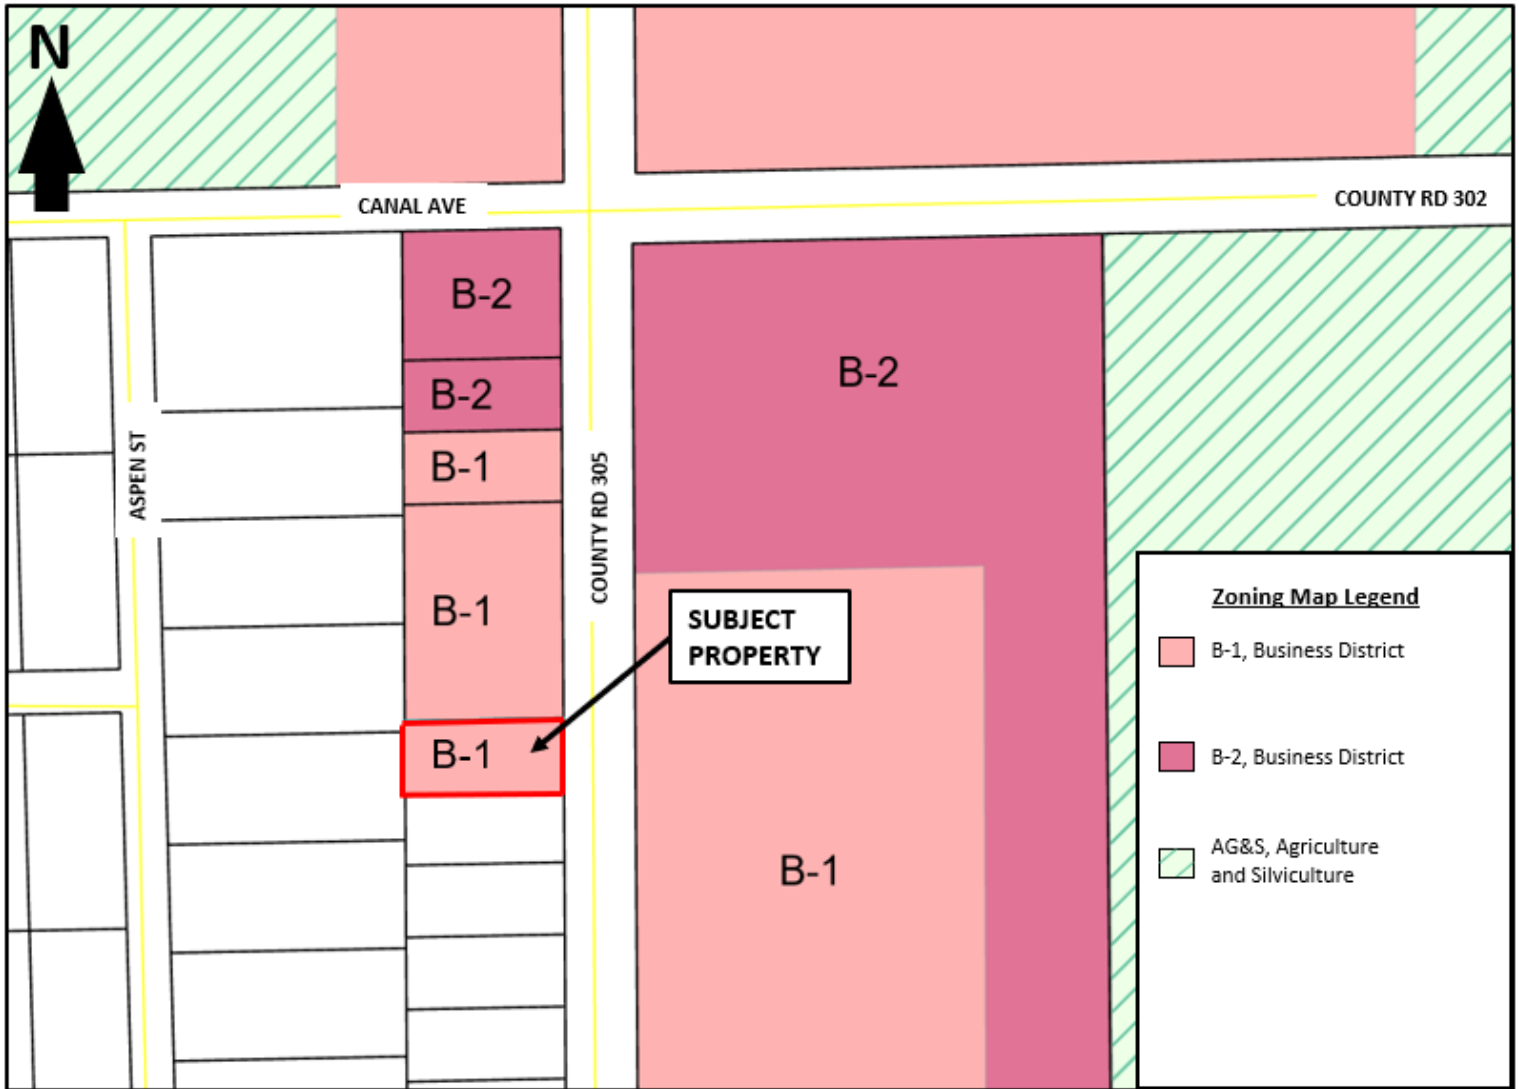 N
CANAL AVE
COUNTY RD 302
B-2
B-2
B-2
B-1
ASPEN ST
COUNTY RD 305
B-1
SUBJECT
PROPERTY
B-1
B-1
Zoning Map Legend
B-1, Business District
B-2, Business District
AG&S, Agriculture
and Silviculture